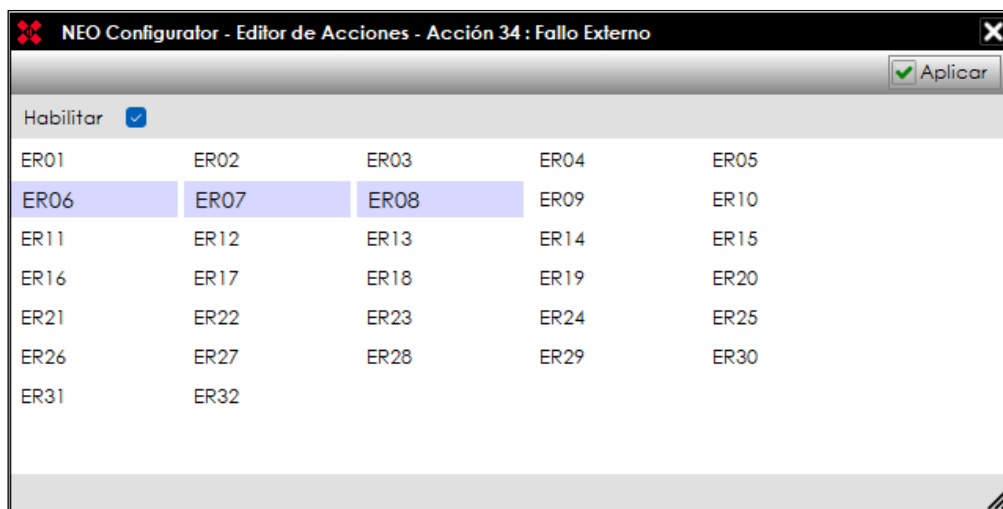 NEO Configurator - Editor de Acciones - Acción 34 : Fallo Externo
Aplicar
Habilitar
ER01 ER02 ER03 ER04 ER05
ER06 ER07 ER08 ER09 ER10
ER11 ER12 ER13 ER14 ER15
ER16 ER17 ER18 ER19 ER20
ER21 ER22 ER23 ER24 ER25
ER26 ER27 ER28 ER29 ER30
ER31 ER32